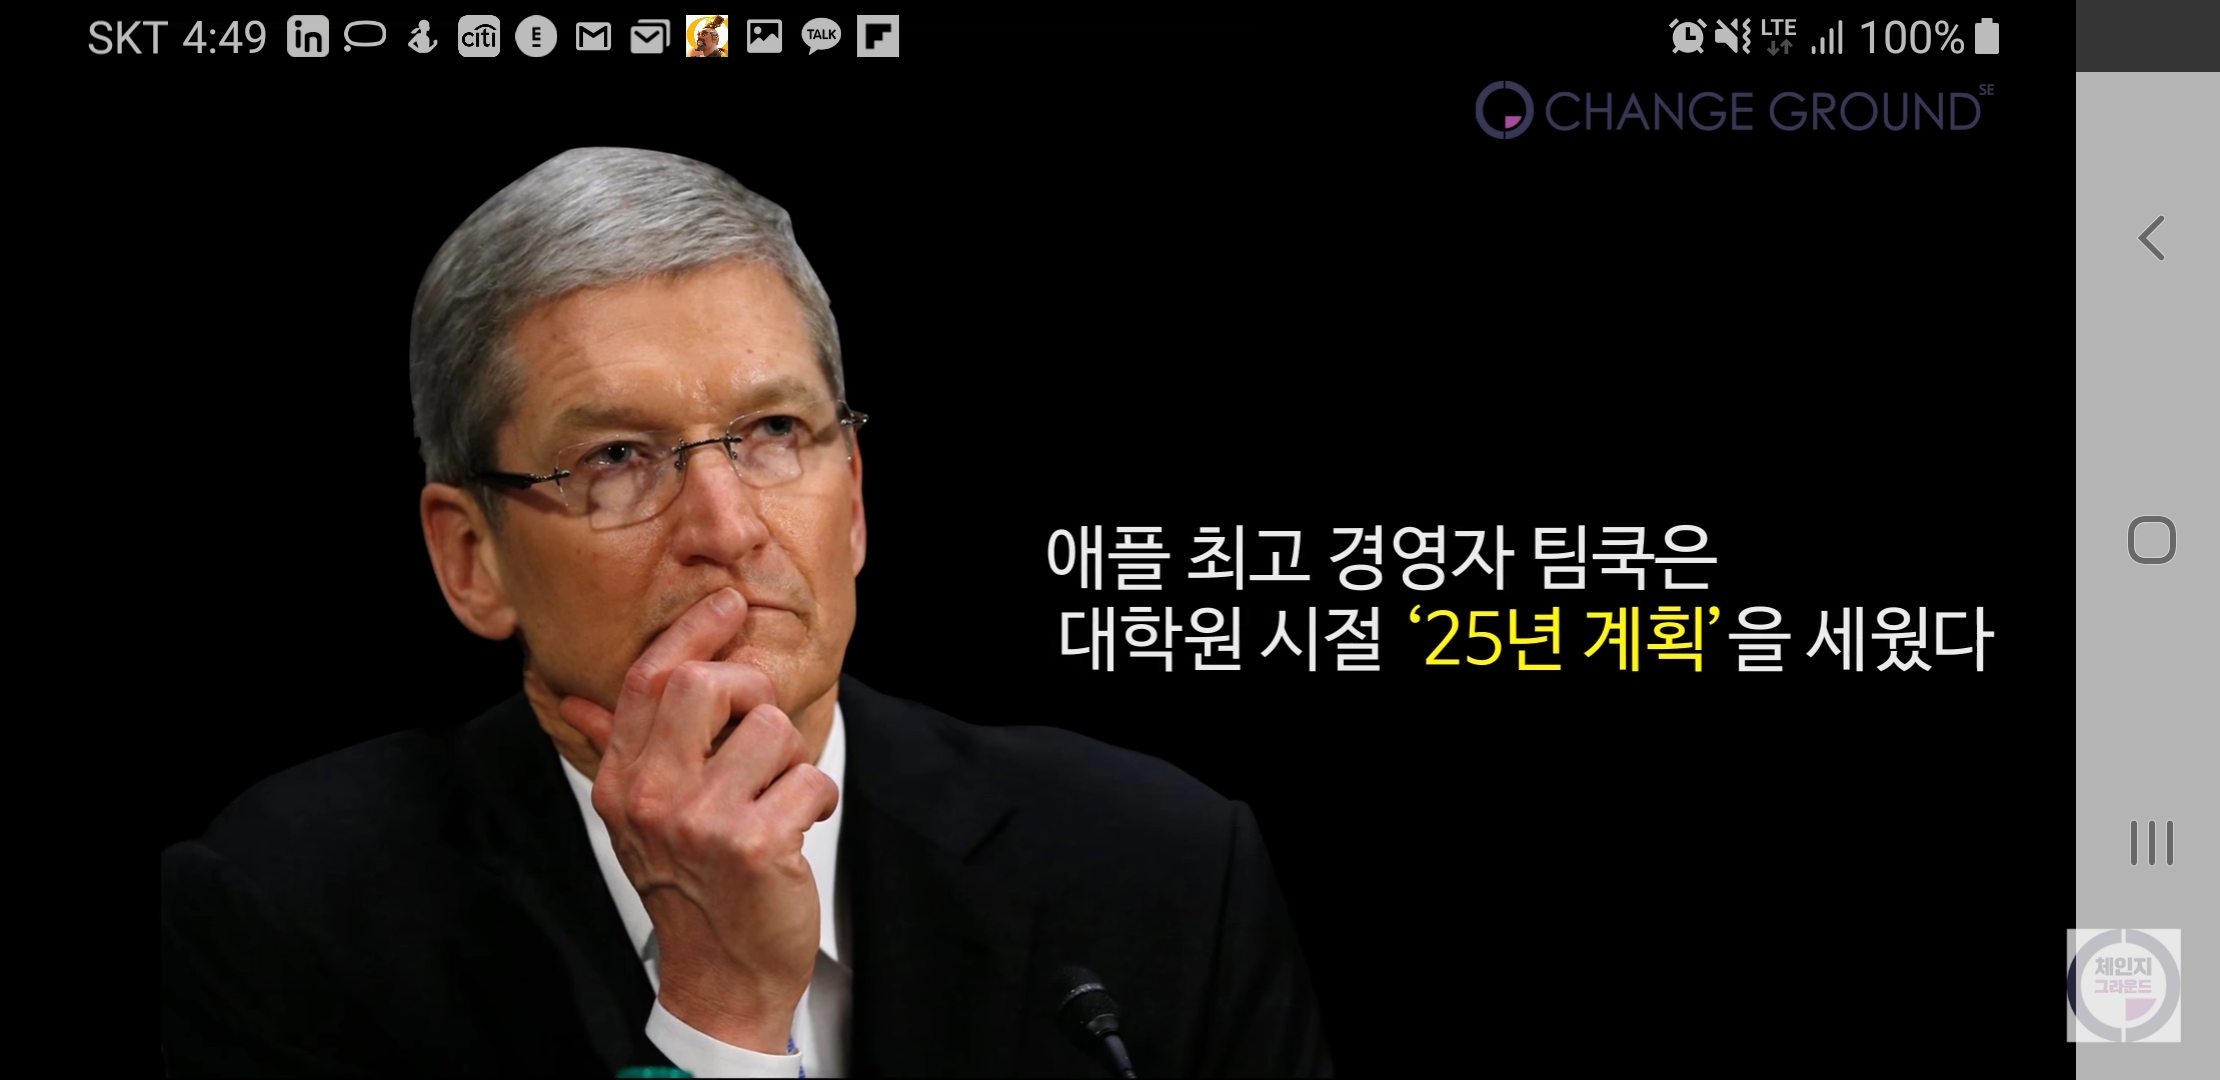 SKT 4:49
in
citi
E
TALK
LTE
100%
CHANGE GROUND SE
애플 최고 경영자 팀쿡은
대학원 시절 ‘25년 계획’을 세웠다
체인지
그라운드